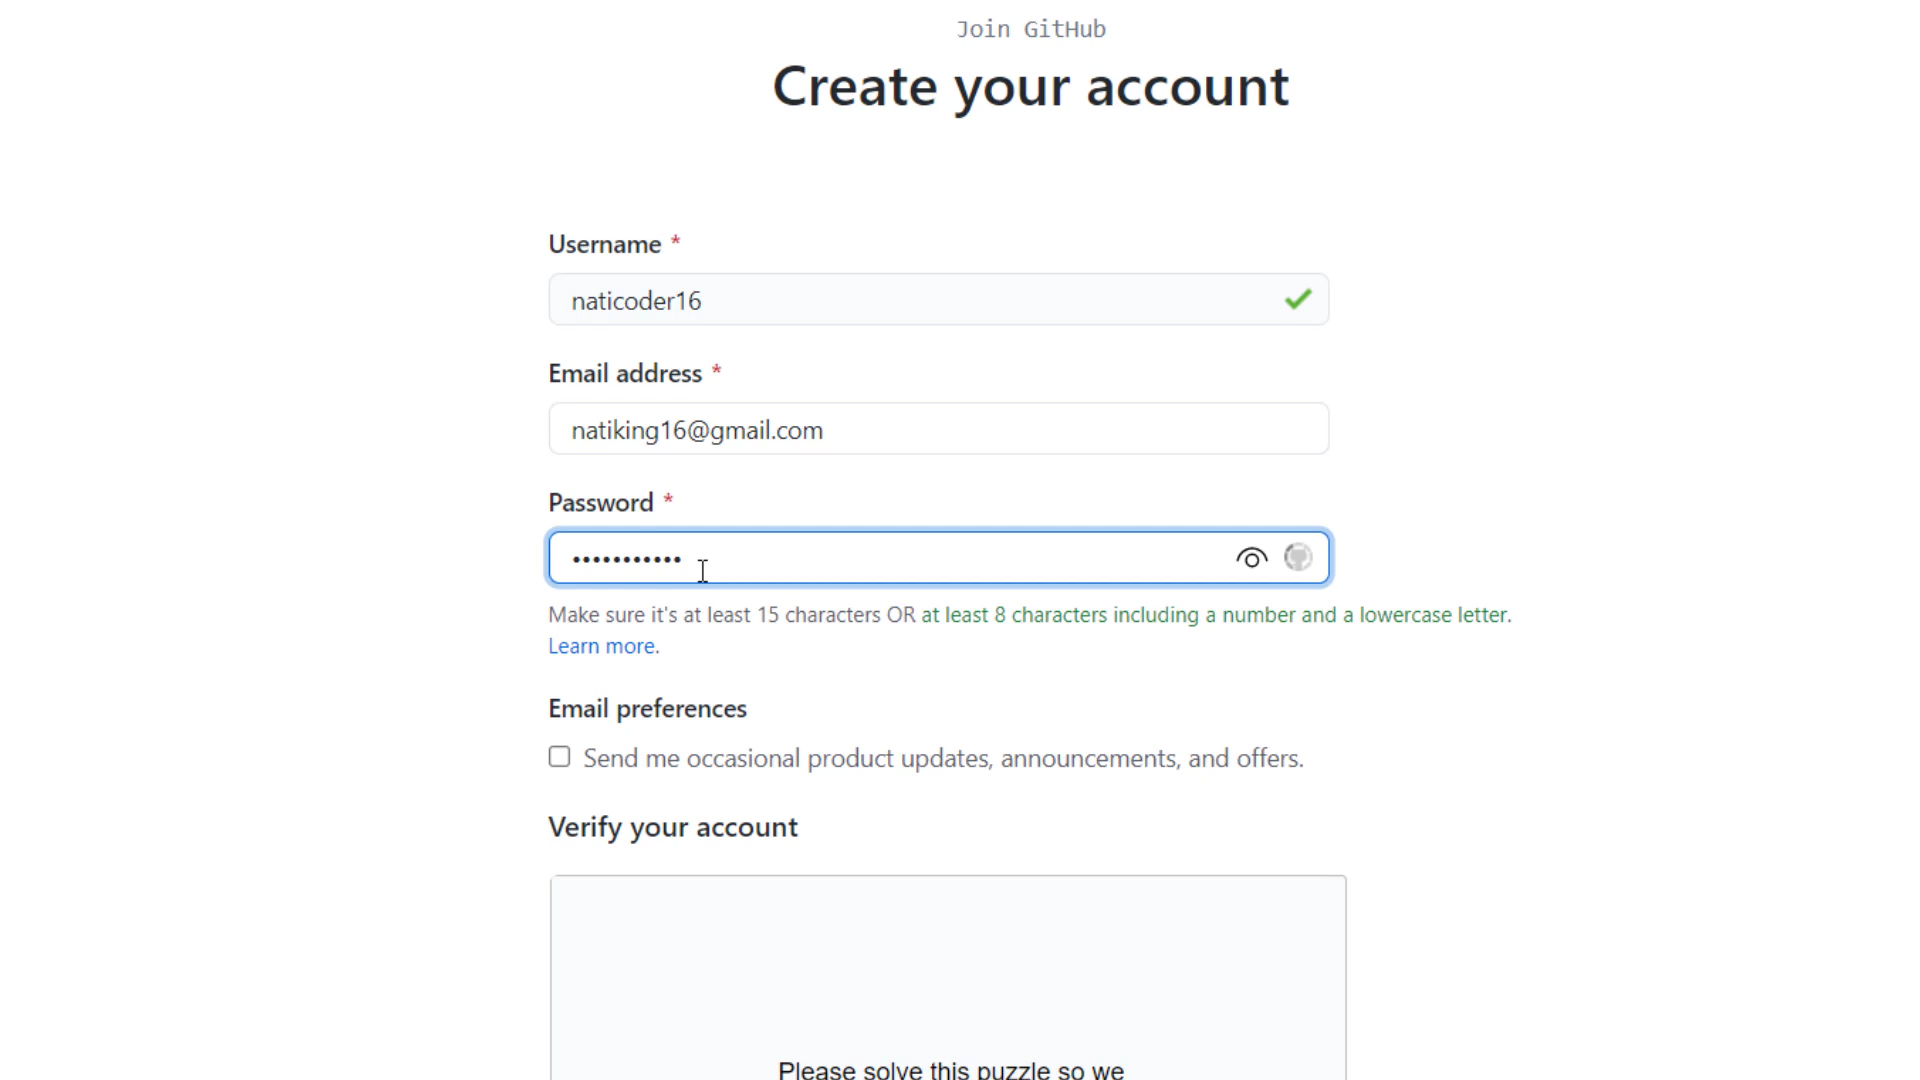 Join GitHub
Create your account
Username *
naticoder16
Email address *
natiking16@gmail.com
Password *
•••••••••••
Make sure it's at least 15 characters OR at least 8 characters including a number and a lowercase letter.
Learn more.
Email preferences
Send me occasional product updates, announcements, and offers.
Verify your account
Please solve this puzzle so we